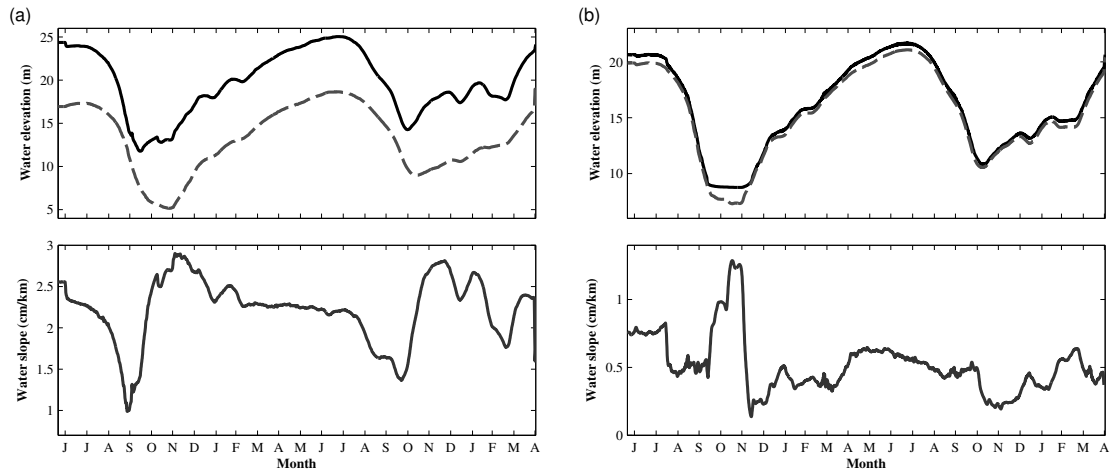 (a)
25
20
15
10
5
Water elevation (m)
J J A S O N D J F M A M J J A S O N D J F M A
3
2.5
2
1.5
1
Water slope (cm/km)
J J A S O N D J F M A M J J A S O N D J F M A
Month
(b)
20
15
10
Water elevation (m)
J J A S O N D J F M A M J J A S O N D J F M A
1
0.5
0
Water slope (cm/km)
J J A S O N D J F M A M J J A S O N D J F M A
Month